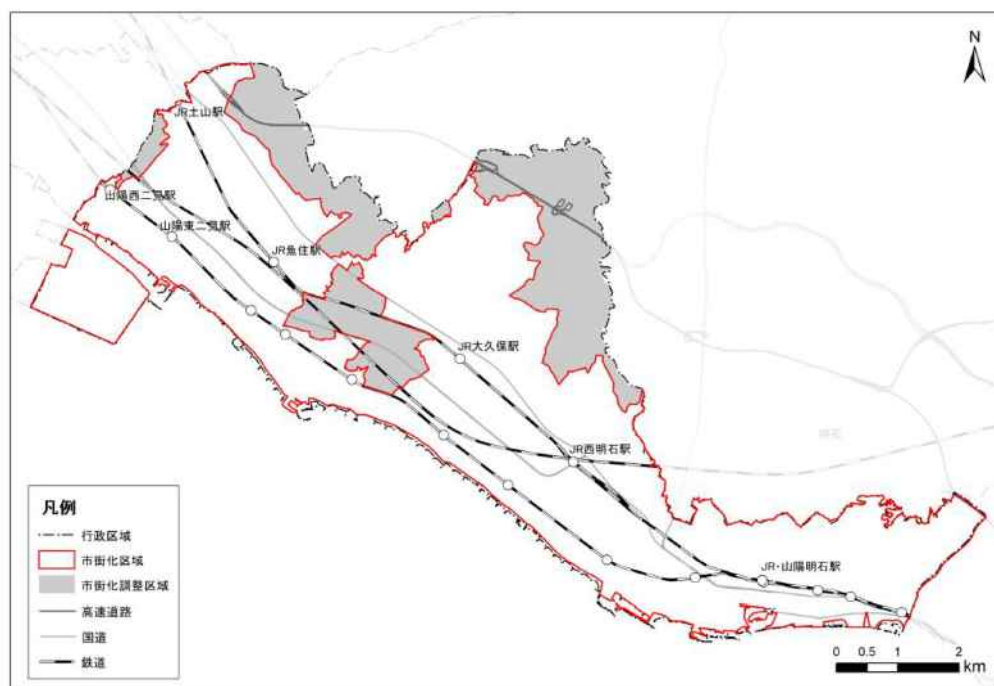 N
JR土山駅
山陽西二見駅
山陽東二見駅
JR魚住駅
JR大久保駅
JR西明石駅
JR・山陽明石駅
凡例
行政区域
市街化区域
市街化調整区域
高速道路
国道
鉄道
0 0.5 1 2
km